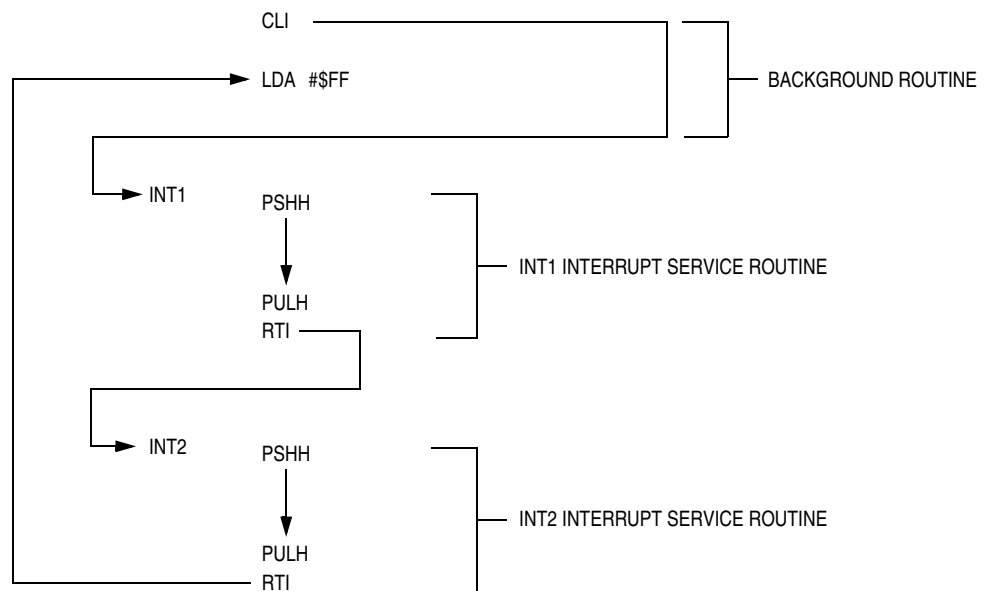 CLI
LDA #$FF
BACKGROUND ROUTINE
INT1
PSHH
INT1 INTERRUPT SERVICE ROUTINE
PULH
RTI
INT2
PSHH
INT2 INTERRUPT SERVICE ROUTINE
PULH
RTI